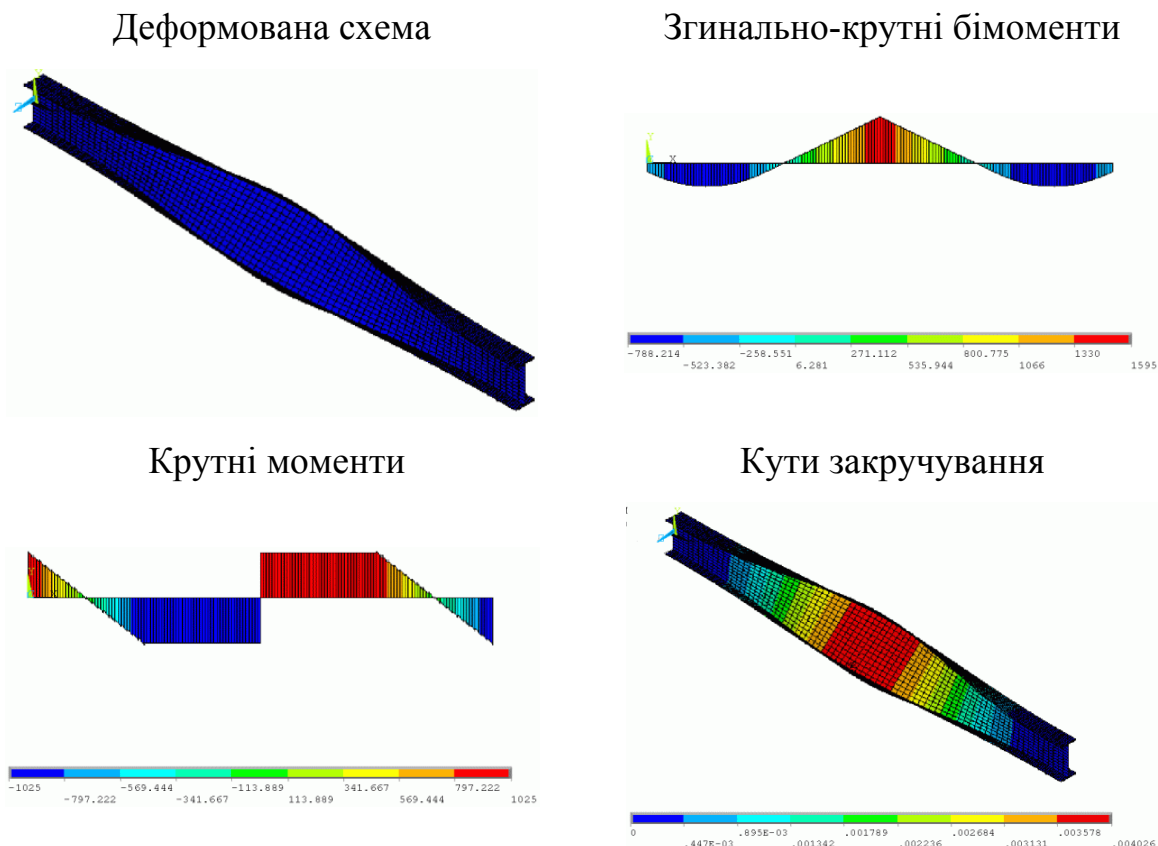 Деформована схема
Згинально-крутні бімоменти
Y
Z
Y
X
-788.214 -258.551 271.112 800.775 1330
-523.382 6.281 535.944 1066 1595
Крутні моменти
Кути закручування
Y
X
-1025 -569.444 -113.889 341.667 797.222
-797.222 -341.667 113.889 569.444 1025
0 .895E-03 .001789 .002684 .003578
.447E-03 .001342 .002236 .003131 .004026